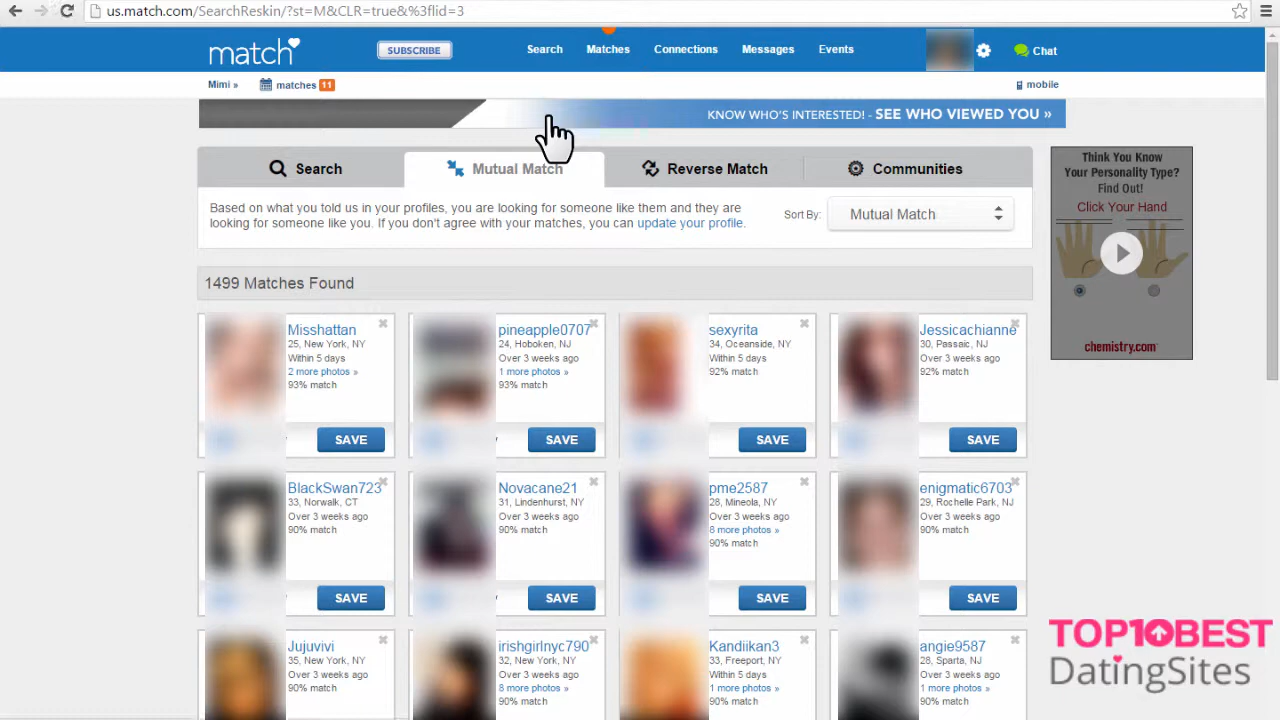 us.match.com/SearchReskin/?st=M&CLR=true&%3flid=3
match
SUBSCRIBE
Search
Matches
Connections
Messages
Events
Chat
Mimi »
matches 11
mobile
KNOW WHO'S INTERESTED! - SEE WHO VIEWED YOU »
Search
Mutual Match
Reverse Match
Communities
Based on what you told us in your profiles, you are looking for someone like them and they are
looking for someone like you. If you don't agree with your matches, you can update your profile.
Sort By:
Mutual Match
Think You Know
Your Personality Type?
Find Out!
Click Your Hand
chemistry.com
1499 Matches Found
Misshattan
25, New York, NY
Within 5 days
2 more photos »
93% match
SAVE
pineapple0707
24, Hoboken, NJ
Over 3 weeks ago
1 more photos »
93% match
SAVE
sexyrita
34, Oceanside, NY
Within 5 days
92% match
SAVE
Jessicachianne
30, Passaic, NJ
Over 3 weeks ago
92% match
SAVE
BlackSwan723
33, Norwalk, CT
Over 3 weeks ago
90% match
SAVE
Novacane21
31, Lindenhurst, NY
Over 3 weeks ago
90% match
SAVE
pme2587
28, Mineola, NY
Over 3 weeks ago
8 more photos »
90% match
SAVE
enigmatic6703
29, Rochelle Park, NJ
Over 3 weeks ago
90% match
SAVE
Jujuvivi
35, New York, NY
Over 3 weeks ago
90% match
irishgirlnyc790
32, New York, NY
Over 3 weeks ago
8 more photos »
90% match
Kandiikan3
33, Freeport, NY
Over 3 weeks ago
1 more photos »
90% match
angie9587
28, Sparta, NJ
Over 3 weeks ago
1 more photos »
90% match
TOP10BEST
DatingSites